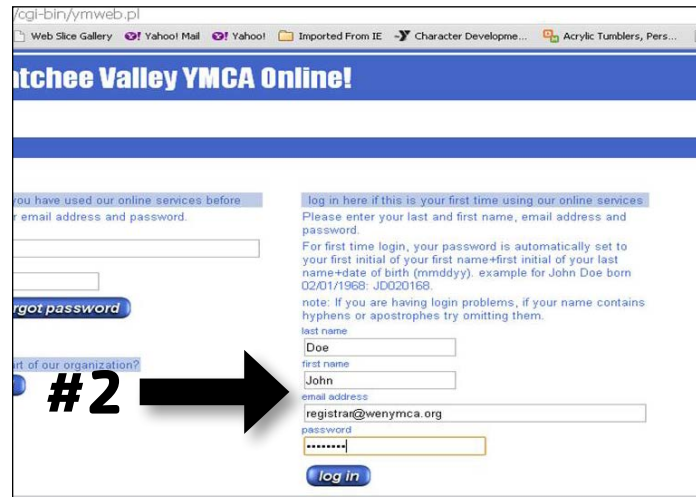 /cgi-bin/ymweb.pl
Web Slice Gallery Yahoo! Mail Yahoo! Imported From IE Character Developme... Acrylic Tumblers, Pers...
atchee Valley YMCA Online!
you have used our online services before
r email address and password.
rgot password
art of our organization?
#2
log in here if this is your first time using our online services
Please enter your last and first name, email address and
password.
For first time login, your password is automatically set to
your first initial of your first name+first initial of your last
name+date of birth (mmddyy). example for John Doe born
02/01/1968: JD020168.
note: If you are having login problems, if your name contains
hyphens or apostrophes try omitting them.
last name
Doe
first name
John
email address
registrar@wenymca.org
password
••••••••
log in